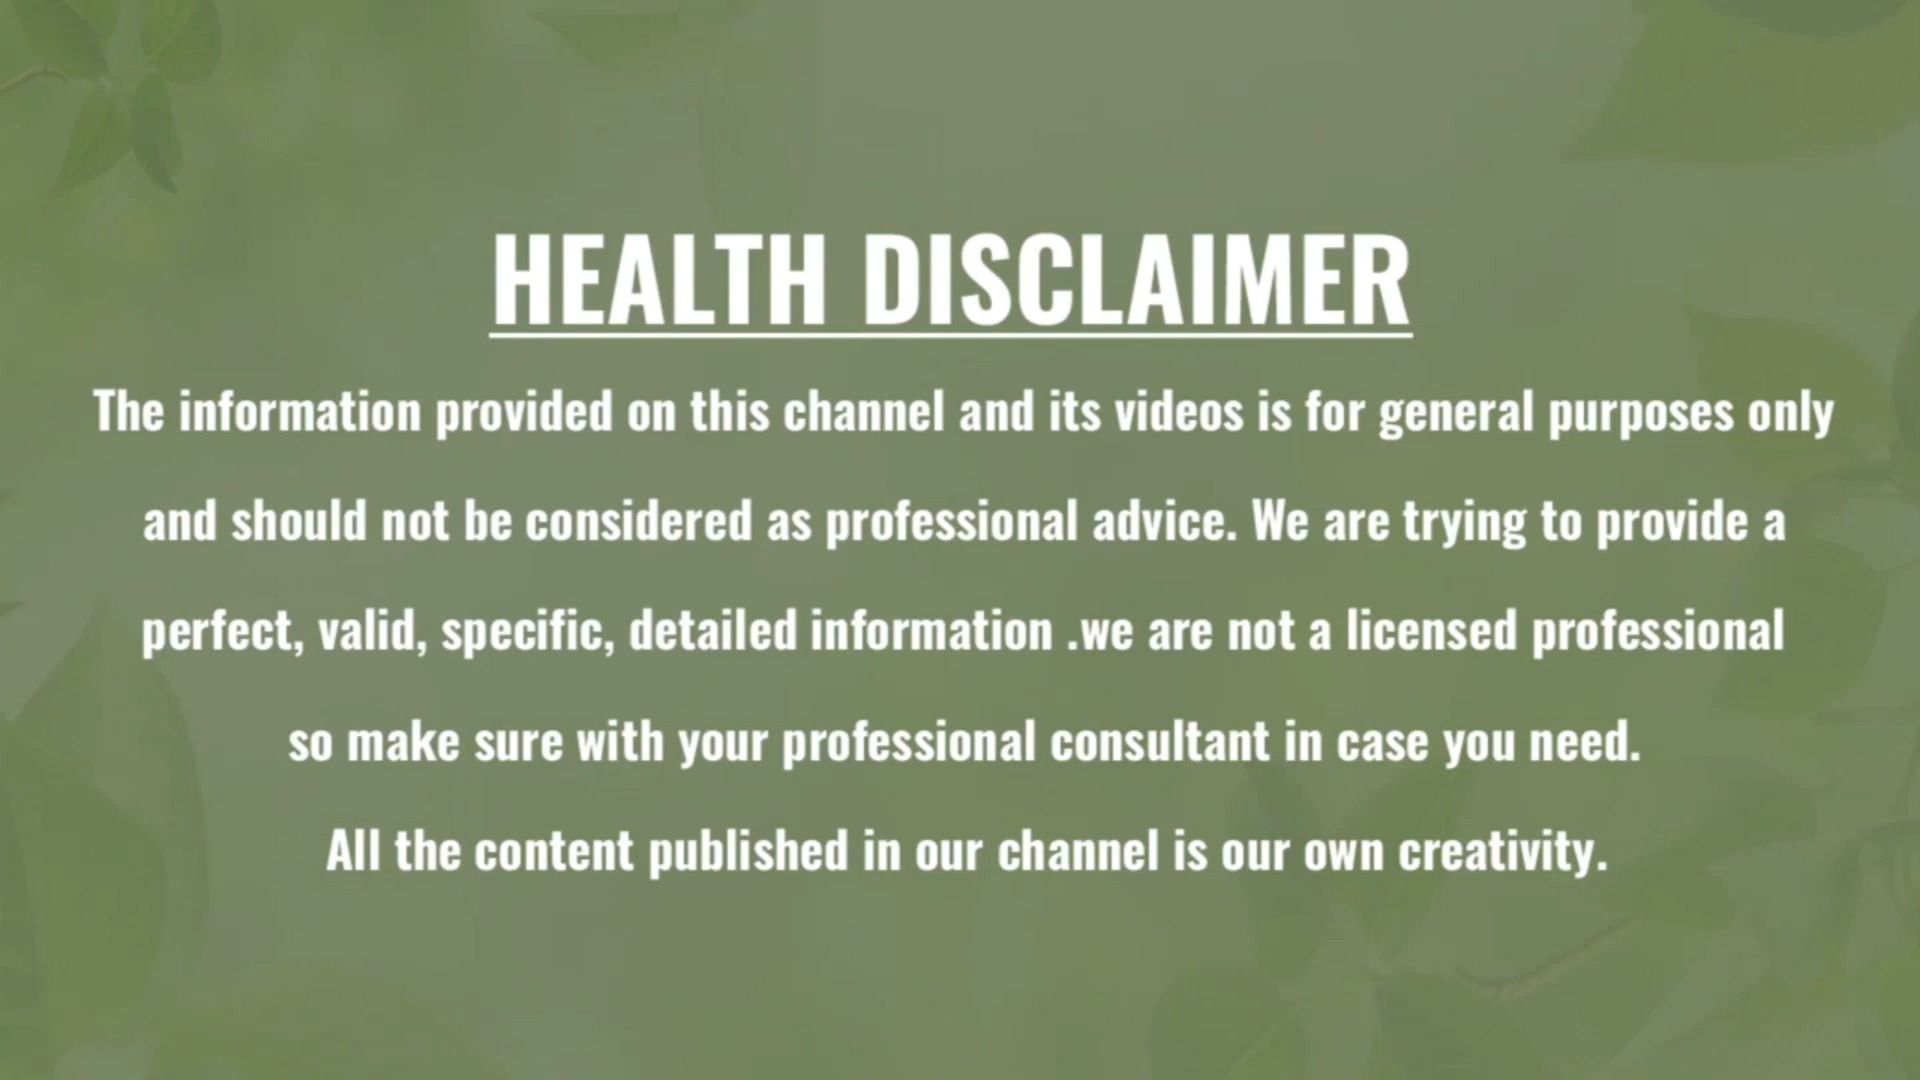 HEALTH DISCLAIMER
The information provided on this channel and its videos is for general purposes only
and should not be considered as professional advice. We are trying to provide a
perfect, valid, specific, detailed information .we are not a licensed professional
so make sure with your professional consultant in case you need.
All the content published in our channel is our own creativity.